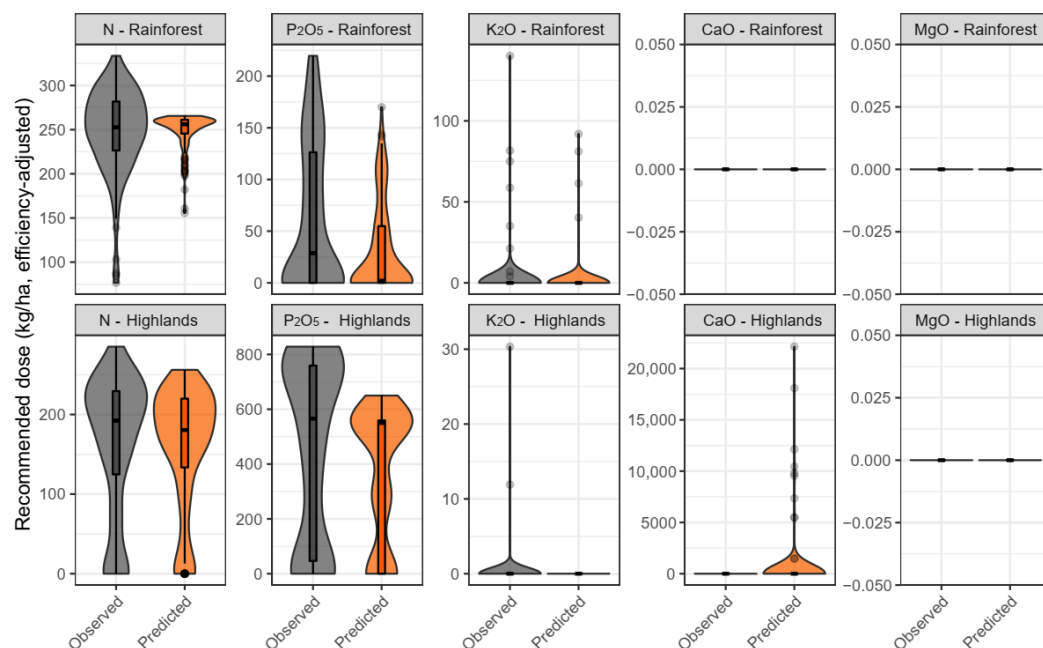 N - Rainforest
P2O5 - Rainforest
K2O - Rainforest
CaO - Rainforest
MgO - Rainforest
Recommended dose (kg/ha, efficiency-adjusted)
300
250
200
150
100
200
150
100
50
0
100
50
0
0.050
0.025
0.000
−0.025
−0.050
0.050
0.025
0.000
−0.025
−0.050
N - Highlands
P2O5 - Highlands
K2O - Highlands
CaO - Highlands
MgO - Highlands
200
100
0
800
600
400
200
0
30
20
10
0
20,000
15,000
10,000
5000
0
0.050
0.025
0.000
−0.025
−0.050
Observed
Predicted
Observed
Predicted
Observed
Predicted
Observed
Predicted
Observed
Predicted